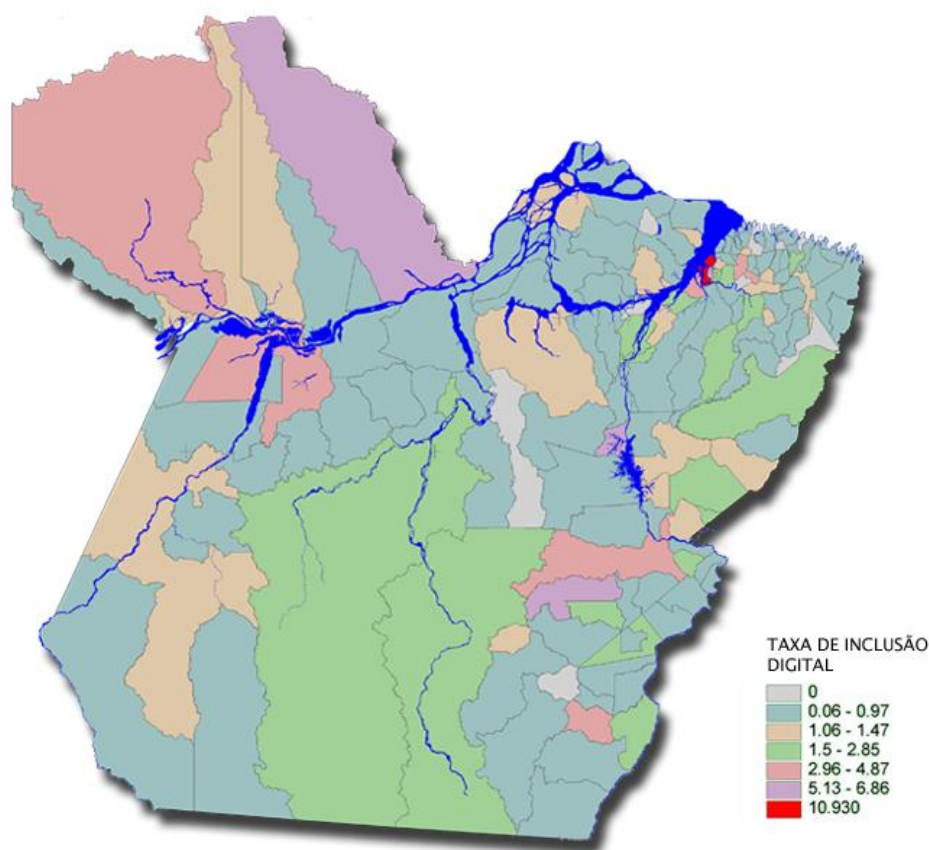 TAXA DE INCLUSÃO
DIGITAL
0
0.06 - 0.97
1.06 - 1.47
1.5 - 2.85
2.96 - 4.87
5.13 - 6.86
10.930